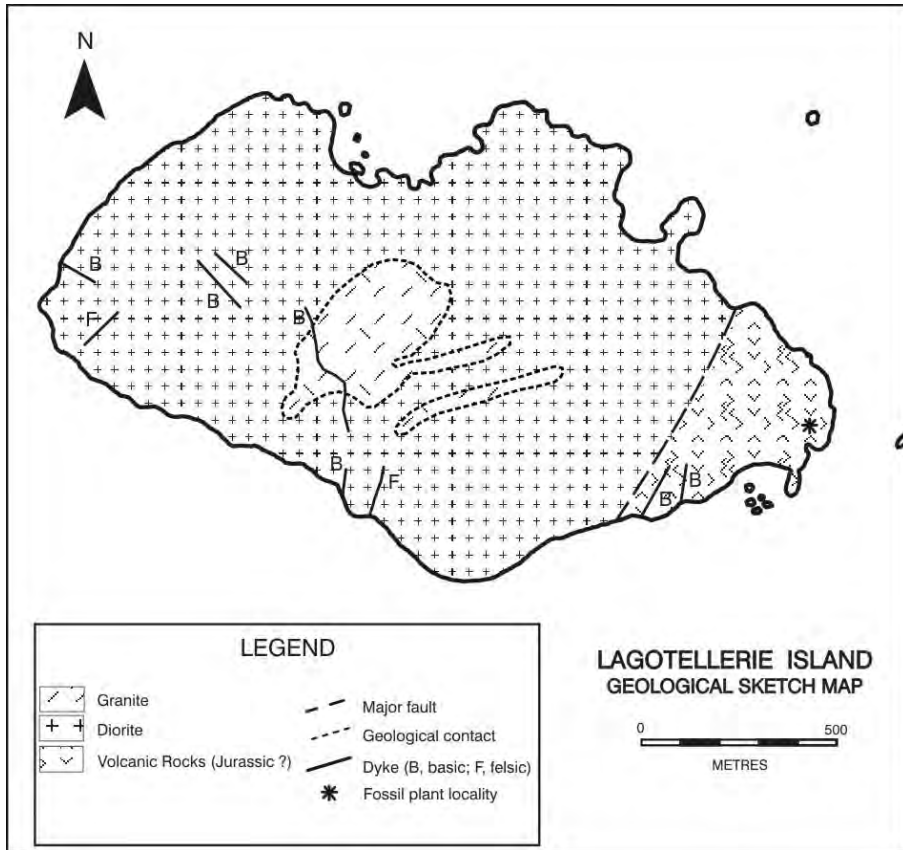 N
B
B
B
F
B
B
F
B
B
LEGEND
Granite
Diorite
Volcanic Rocks (Jurassic ?)
Major fault
Geological contact
Dyke (B, basic; F, felsic)
Fossil plant locality
LAGOTELLERIE ISLAND
GEOLOGICAL SKETCH MAP
0 500
METRES